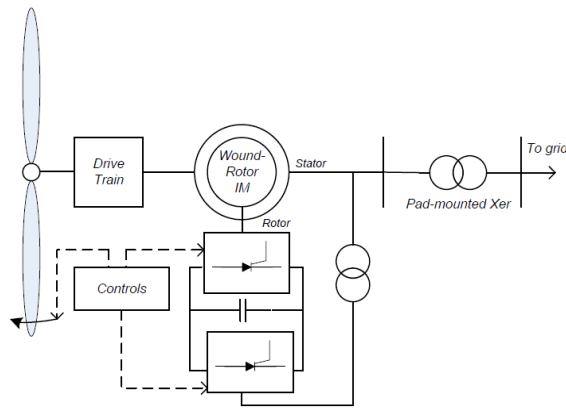 Drive
Train
Wound-
Rotor
IM
Stator
To grid
Pad-mounted Xer
Rotor
Controls